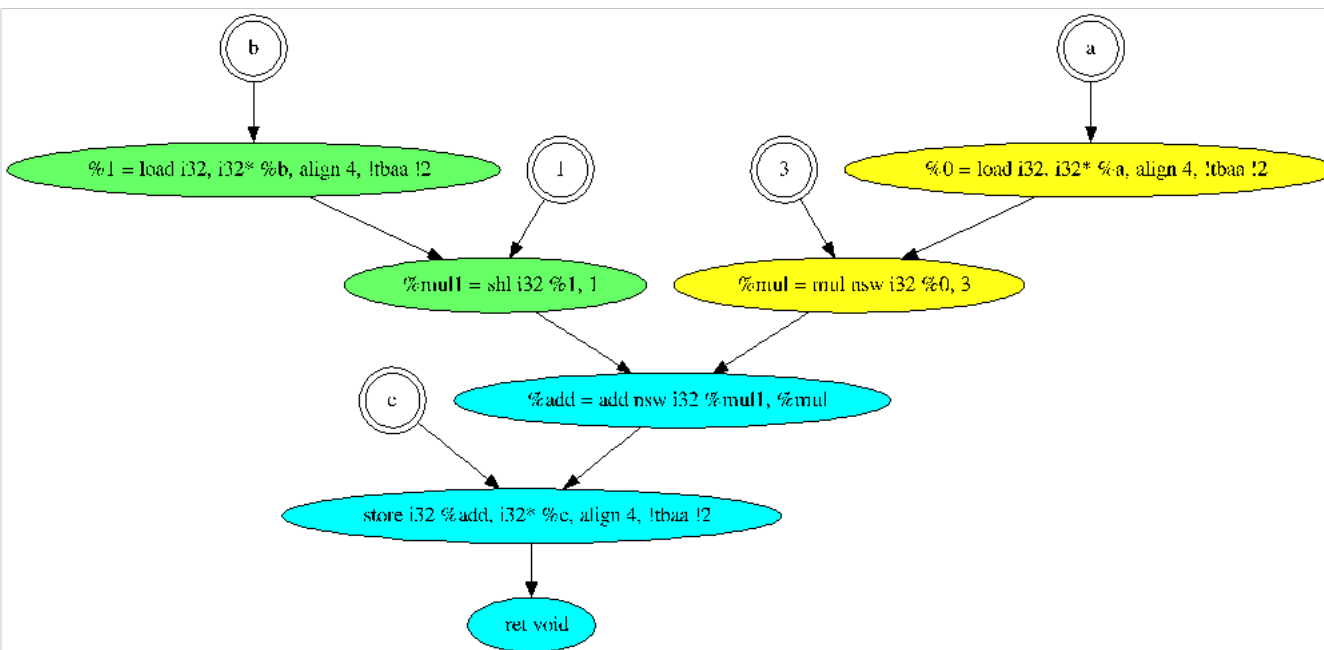 b
a
%1 = load i32, i32* %b, align 4, !tbaa !2
1
3
%0 = load i32, i32* %a, align 4, !tbaa !2
%mul1 = shl i32 %1, 1
%mul = mul nsw i32 %0, 3
c
%add = add nsw i32 %mul1, %mul
store i32 %add, i32* %c, align 4, !tbaa !2
ret void